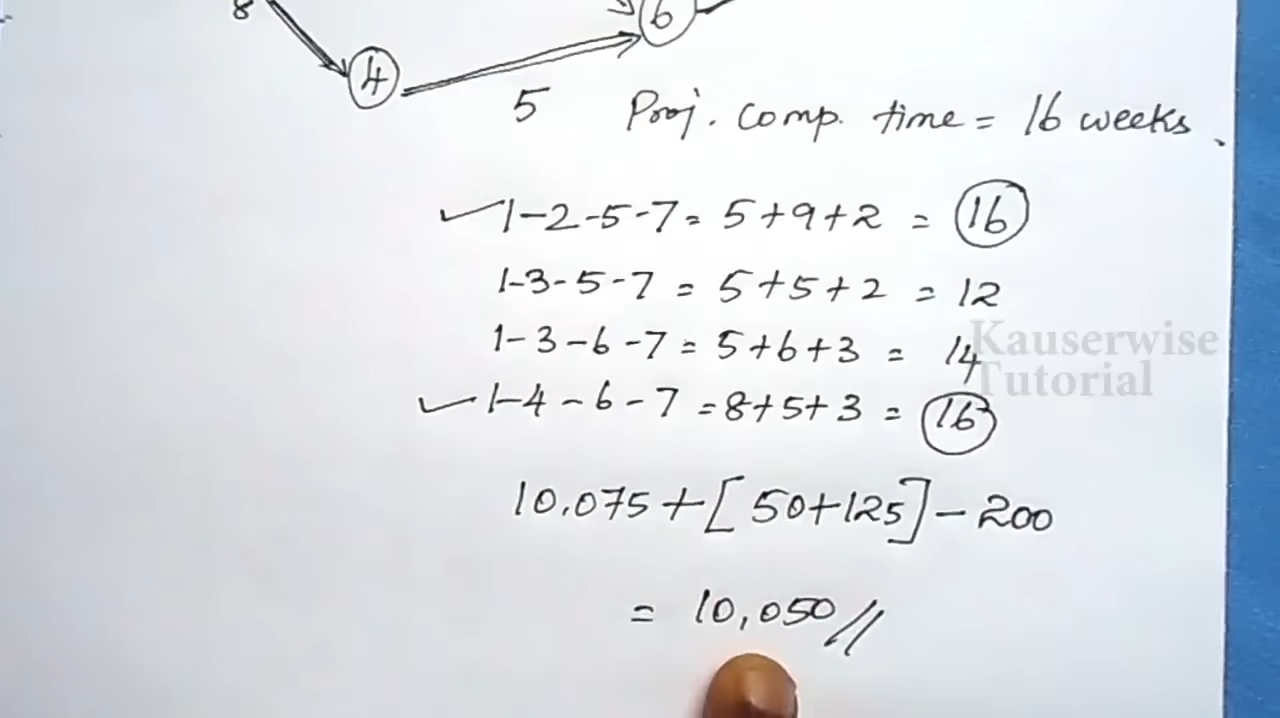 8
6
4
5
Proj. Comp. time = 16 weeks.
1-2-5-7 = 5+9+2 = 16
1-3-5-7 = 5+5+2 = 12
1-3-6-7 = 5+6+3 = 14
Kauserwise
Tutorial
1-4-6-7 = 8+5+3 = 16
10,075 + [50+125] - 200
= 10,050//